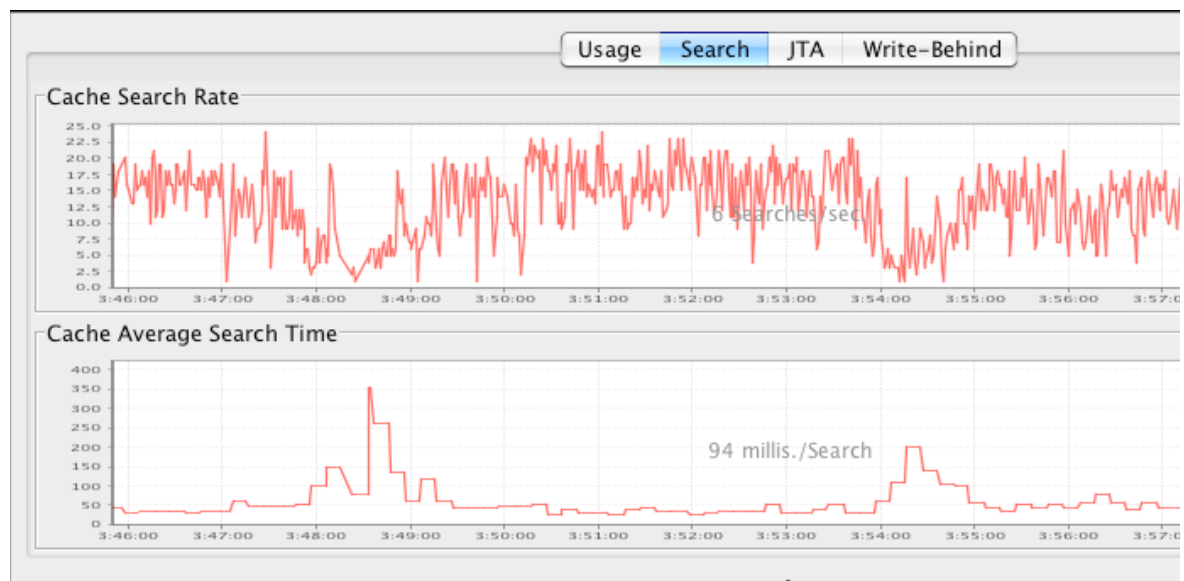 Usage Search JTA Write-Behind
Cache Search Rate
25.0
22.5
20.0
17.5
15.0
12.5
10.0
7.5
5.0
2.5
0.0
6 Searches/sec.
3:46:00 3:47:00 3:48:00 3:49:00 3:50:00 3:51:00 3:52:00 3:53:00 3:54:00 3:55:00 3:56:00 3:57:0
Cache Average Search Time
400
350
300
250
200
150
100
50
0
94 millis./Search
3:46:00 3:47:00 3:48:00 3:49:00 3:50:00 3:51:00 3:52:00 3:53:00 3:54:00 3:55:00 3:56:00 3:57:0